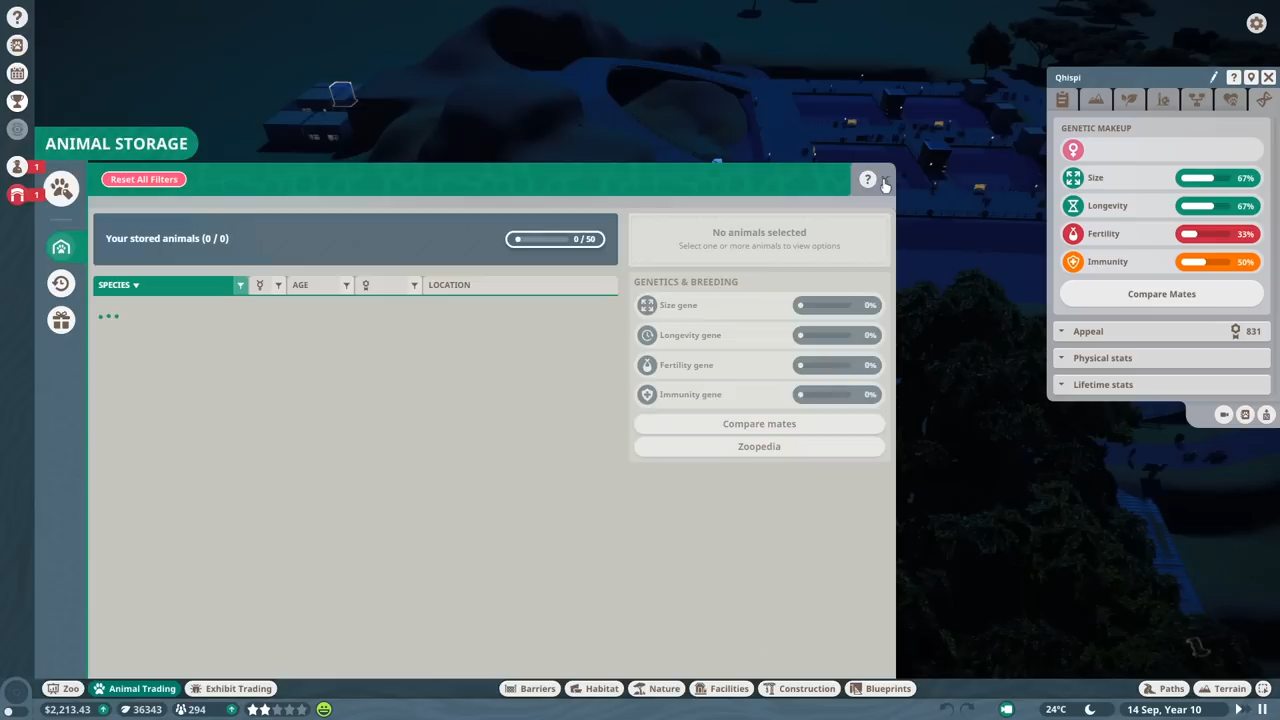 Qhispi
ANIMAL STORAGE
Reset All Filters
GENETIC MAKEUP
1
1
Size 67%
Longevity 67%
Fertility 33%
Immunity 50%
Compare Mates
Appeal 831
Physical stats
Lifetime stats
Your stored animals (0 / 0)
0 / 50
No animals selected
Select one or more animals to view options
SPECIES AGE LOCATION
GENETICS & BREEDING
Size gene 0%
Longevity gene 0%
Fertility gene 0%
Immunity gene 0%
Compare mates
Zoopedia
Zoo Animal Trading Exhibit Trading Barriers Habitat Nature Facilities Construction Blueprints Paths Terrain
$2,213.43 36343 294 24°C 14 Sep, Year 10